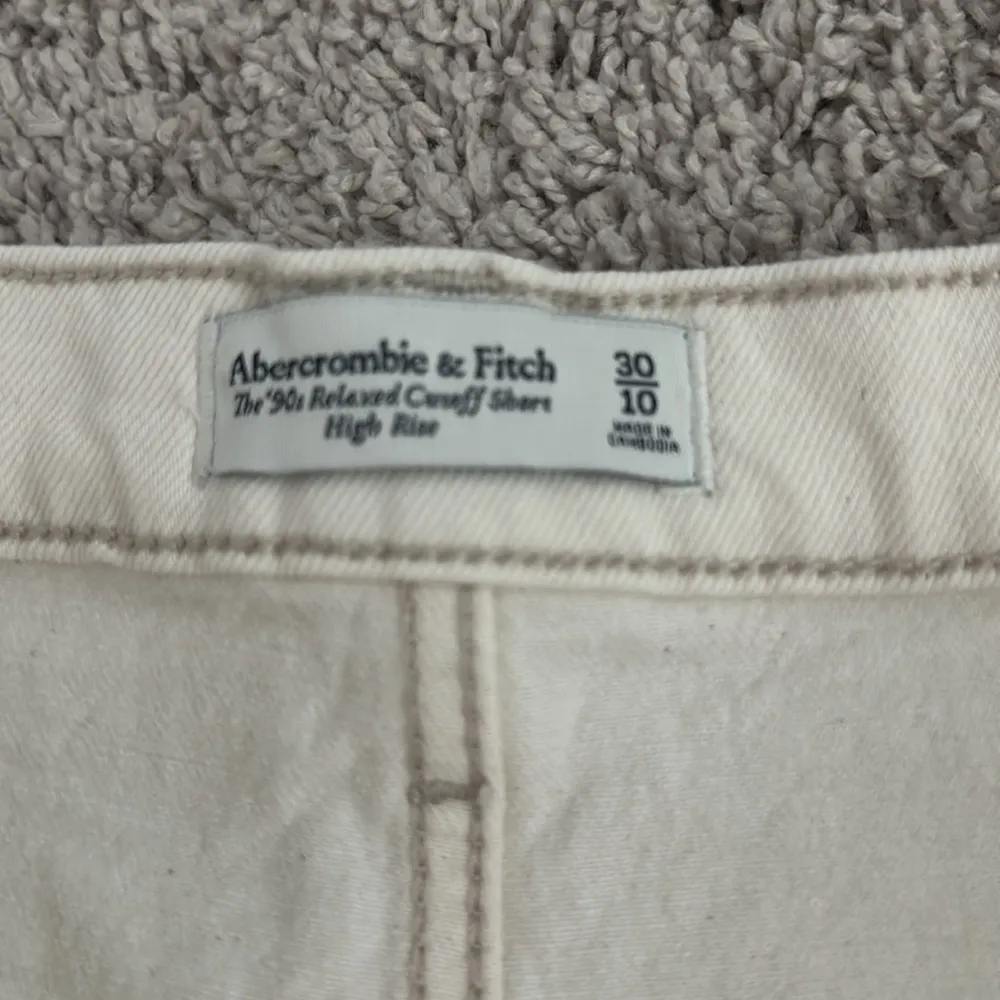 Abercrombie & Fitch
The '90s Relaxed Cutoff Short
High Rise
30
10
MADE IN
CAMBODIA